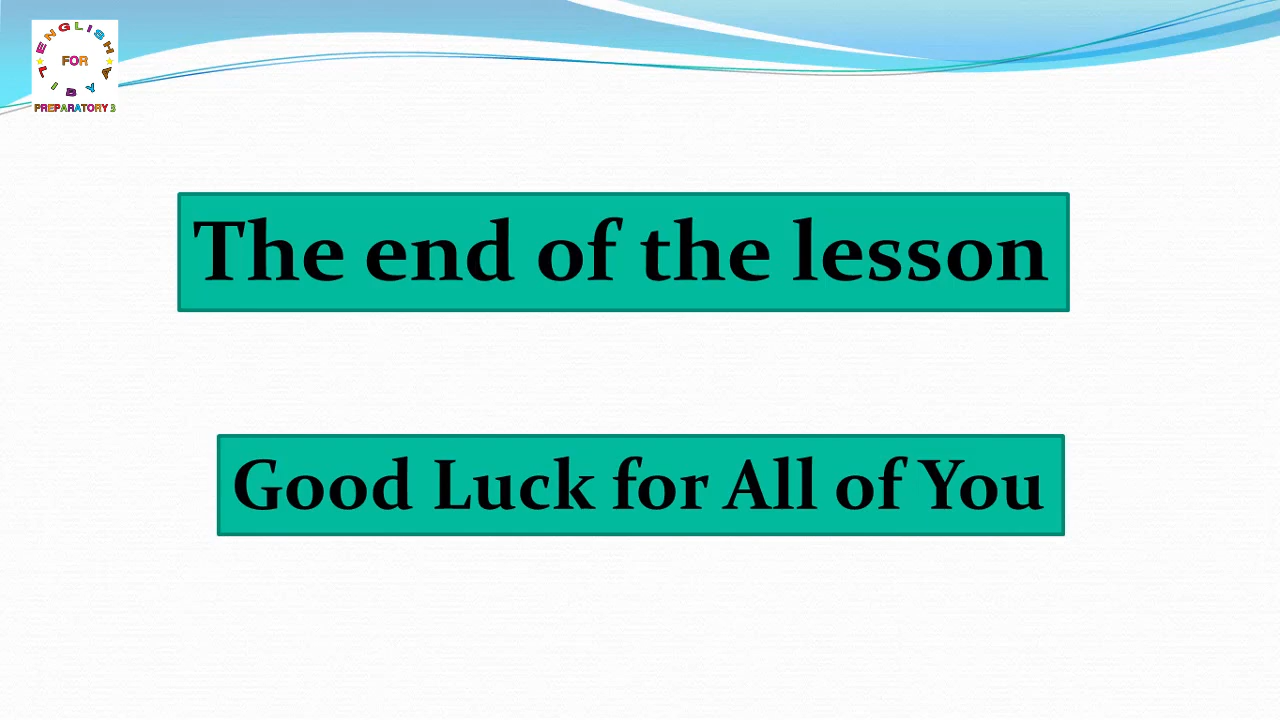 ENGLISH
FOR
LIBYA
PREPARATORY 3
The end of the lesson
Good Luck for All of You